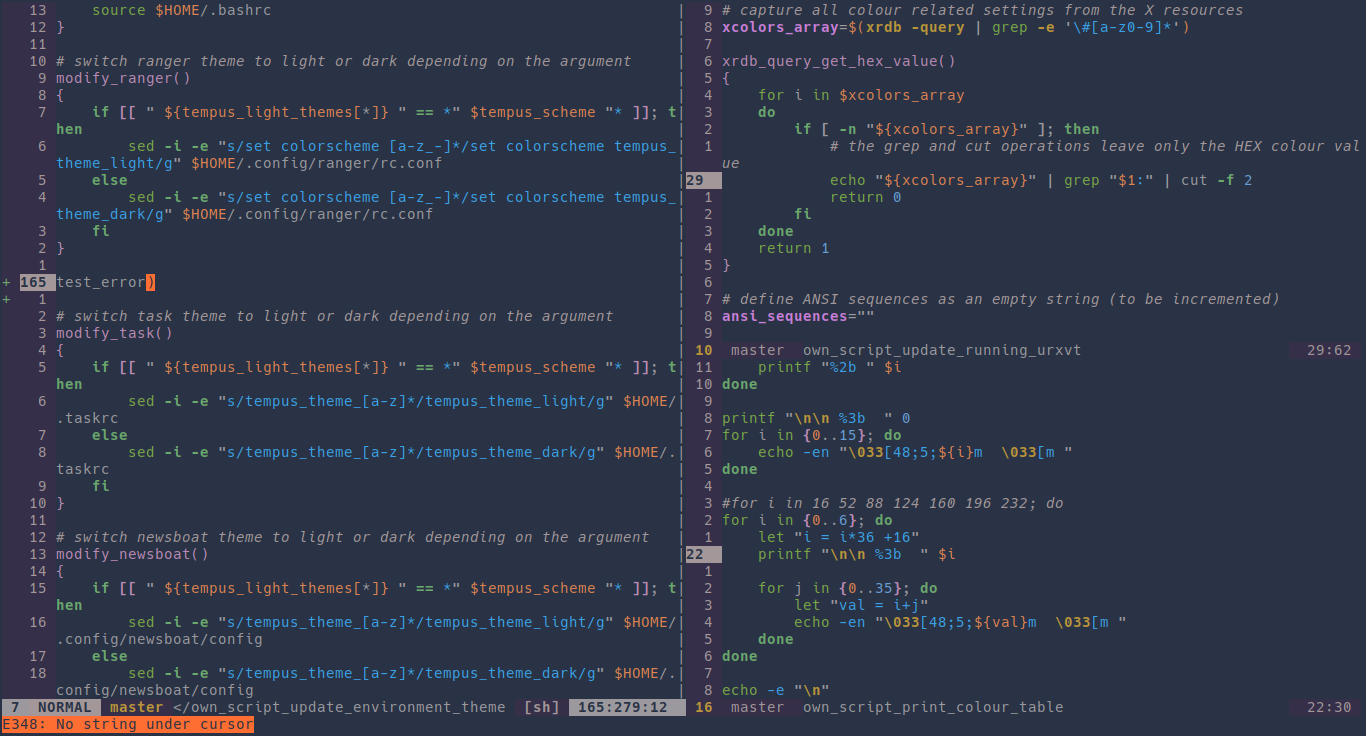 13     source $HOME/.bashrc
12 }
11
10 # switch ranger theme to light or dark depending on the argument
9 modify_ranger()
8 {
7     if [[ " ${tempus_light_themes[*]} " == *" $tempus_scheme "* ]]; t
hen
6         sed -i -e "s/set colorscheme [a-z_-]*/set colorscheme tempus_
theme_light/g" $HOME/.config/ranger/rc.conf
5     else
4         sed -i -e "s/set colorscheme [a-z_-]*/set colorscheme tempus_
theme_dark/g" $HOME/.config/ranger/rc.conf
3     fi
2 }
1
+ 165 test_error)
+ 1
2 # switch task theme to light or dark depending on the argument
3 modify_task()
4 {
5     if [[ " ${tempus_light_themes[*]} " == *" $tempus_scheme "* ]]; t
hen
6         sed -i -e "s/tempus_theme_[a-z]*/tempus_theme_light/g" $HOME/
.taskrc
7     else
8         sed -i -e "s/tempus_theme_[a-z]*/tempus_theme_dark/g" $HOME/.
taskrc
9     fi
10 }
11
12 # switch newsboat theme to light or dark depending on the argument
13 modify_newsboat()
14 {
15     if [[ " ${tempus_light_themes[*]} " == *" $tempus_scheme "* ]]; t
hen
16         sed -i -e "s/tempus_theme_[a-z]*/tempus_theme_light/g" $HOME/
.config/newsboat/config
17     else
18         sed -i -e "s/tempus_theme_[a-z]*/tempus_theme_dark/g" $HOME/.
config/newsboat/config
7 NORMAL master </own_script_update_environment_theme [sh] 165:279:12
E348: No string under cursor
9 # capture all colour related settings from the X resources
8 xcolors_array=$(xrdb -query | grep -e '\#[a-z0-9]*')
7
6 xrdb_query_get_hex_value()
5 {
4     for i in $xcolors_array
3     do
2         if [ -n "${xcolors_array}" ]; then
1             # the grep and cut operations leave only the HEX colour val
ue
29             echo "${xcolors_array}" | grep "$1:" | cut -f 2
1             return 0
2         fi
3     done
4     return 1
5 }
6
7 # define ANSI sequences as an empty string (to be incremented)
8 ansi_sequences=""
9
10 master own_script_update_running_urxvt 29:62
11     printf "%2b " $i
10 done
9
8 printf "\n\n %3b  " 0
7 for i in {0..15}; do
6     echo -en "\033[48;5;${i}m  \033[m "
5 done
4
3 #for i in 16 52 88 124 160 196 232; do
2 for i in {0..6}; do
1     let "i = i*36 +16"
22     printf "\n\n %3b  " $i
1
2     for j in {0..35}; do
3         let "val = i+j"
4         echo -en "\033[48;5;${val}m  \033[m "
5     done
6 done
7
8 echo -e "\n"
16 master own_script_print_colour_table 22:30